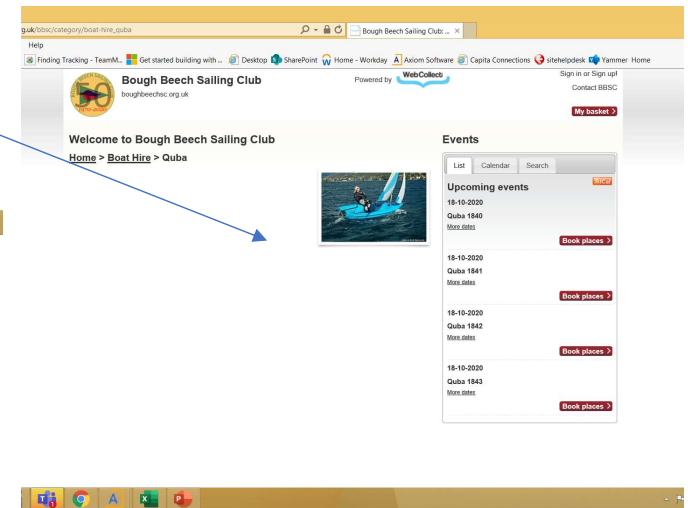 g.uk/bbsc/category/boat-hire_quba
Bough Beech Sailing Club: ...
Help
Finding Tracking - TeamM...
Get started building with ...
Desktop
SharePoint
Home - Workday
Axiom Software
Capita Connections
sitehelpdesk
Yammer Home
Bough Beech Sailing Club
boughbeechsc.org.uk
Powered by WebCollect
Sign in or Sign up!
Contact BBSC
My basket >
Welcome to Bough Beech Sailing Club
Home > Boat Hire > Quba
Events
List
Calendar
Search
Upcoming events
18-10-2020
Quba 1840
More dates
Book places >
18-10-2020
Quba 1841
More dates
Book places >
18-10-2020
Quba 1842
More dates
Book places >
18-10-2020
Quba 1843
More dates
Book places >